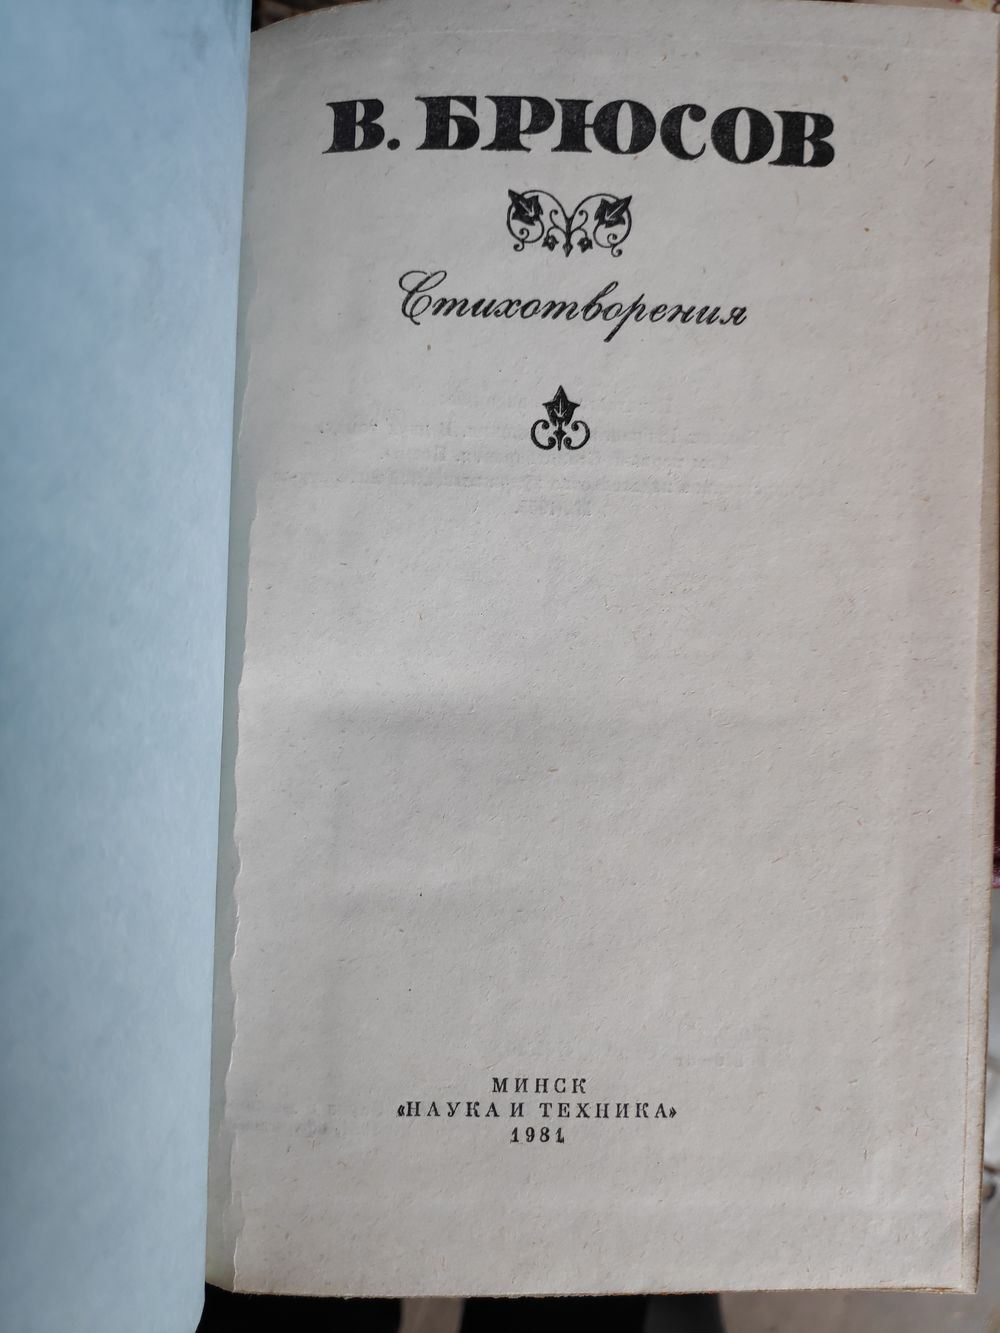 В. БРЮСОВ
Стихотворения
МИНСК
«НАУКА И ТЕХНИКА»
1981